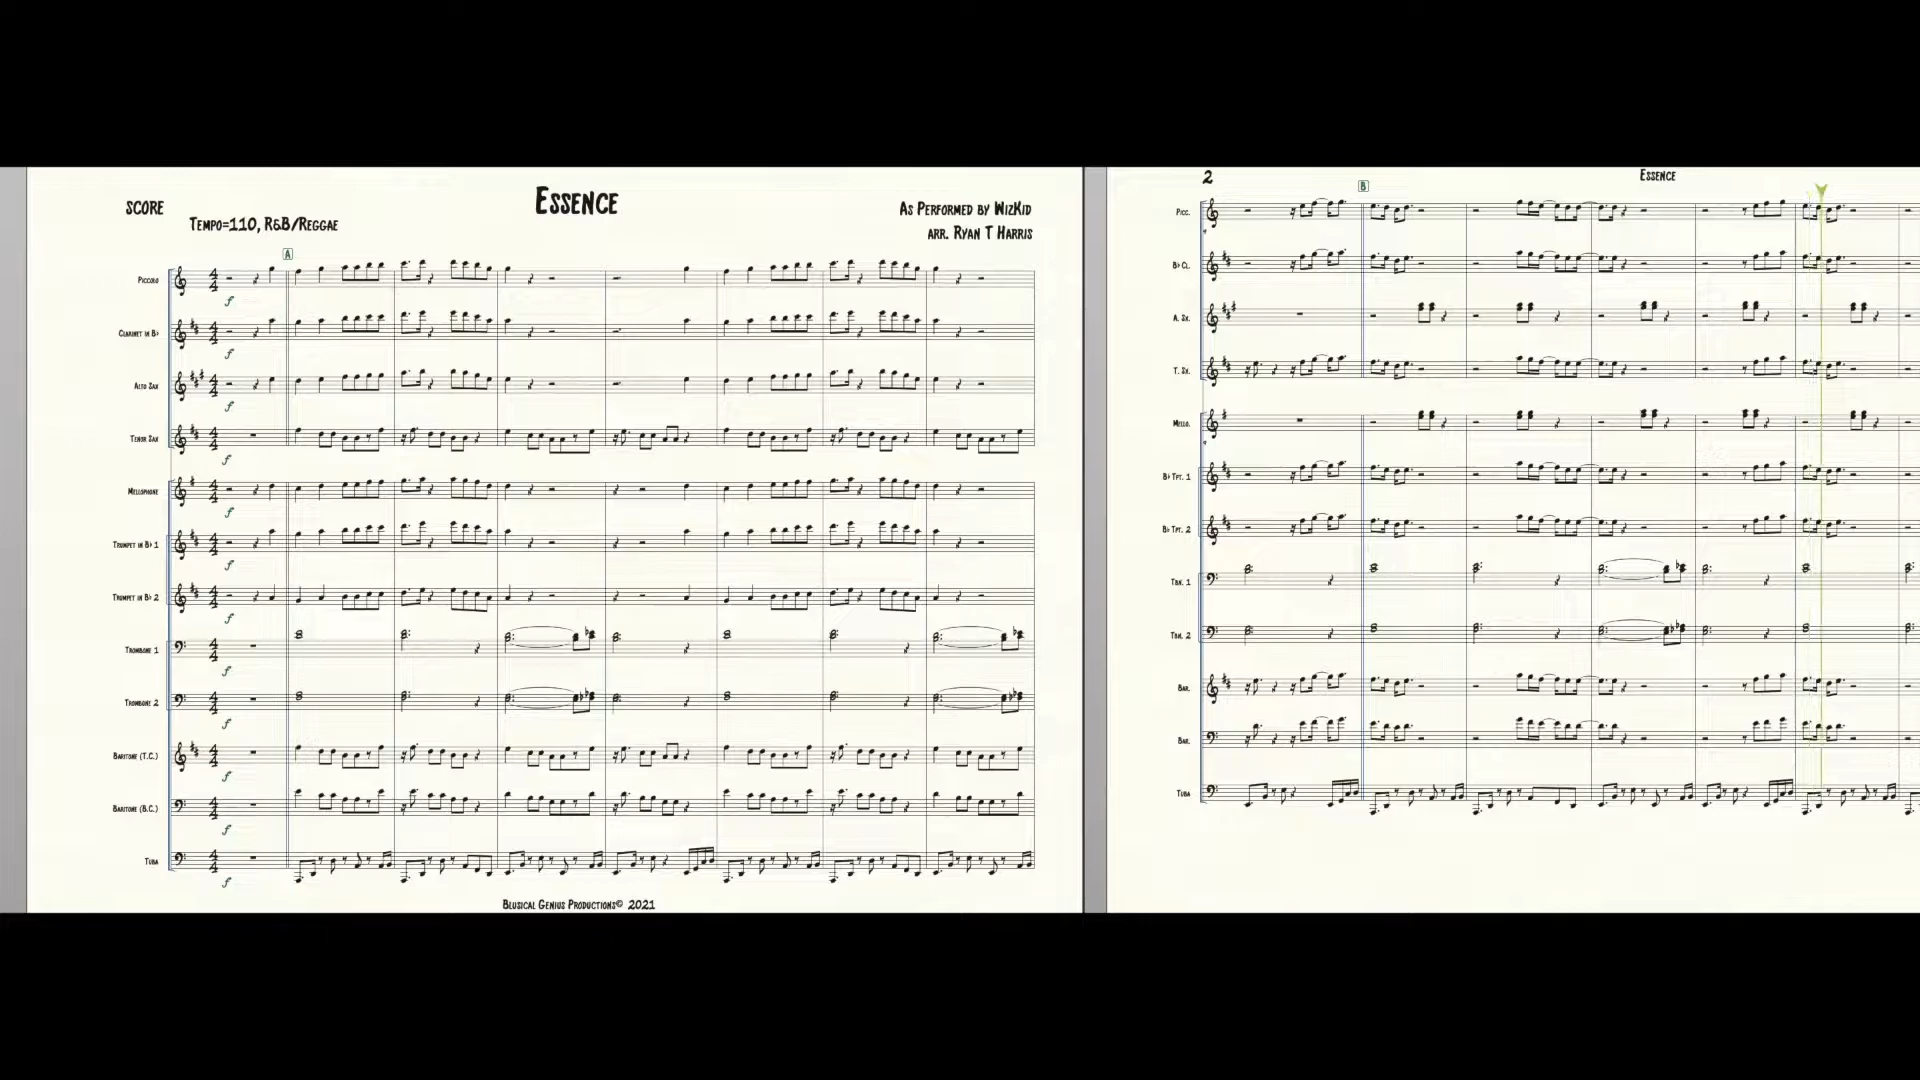 Essence
SCORE
Tempo=110, R&B/Reggae
As Performed by WizKid
arr. Ryan T Harris
A
Piccolo
f
Clarinet in B♭
f
Alto Sax
f
Tenor Sax
f
Mellophone
f
Trumpet in B♭ 1
f
Trumpet in B♭ 2
f
Trombone 1
f
Trombone 2
f
Baritone (T.C.)
f
Baritone (B.C.)
f
Tuba
f
Blusical Genius Productions© 2021
2
Essence
B
Picc.
B♭ Cl.
A. Sx.
T. Sx.
Mello.
B♭ Tpt. 1
B♭ Tpt. 2
Tbn. 1
Tbn. 2
Bar.
Bar.
Tuba